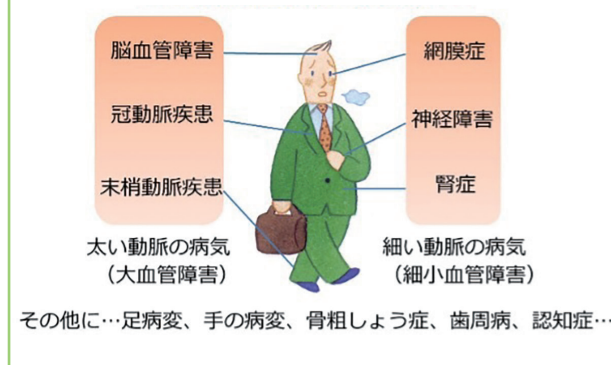 脳血管障害
冠動脈疾患
末梢動脈疾患
太い動脈の病気
（大血管障害）
網膜症
神経障害
腎症
細い動脈の病気
（細小血管障害）
その他に…足病変、手の病変、骨粗しょう症、歯周病、認知症…